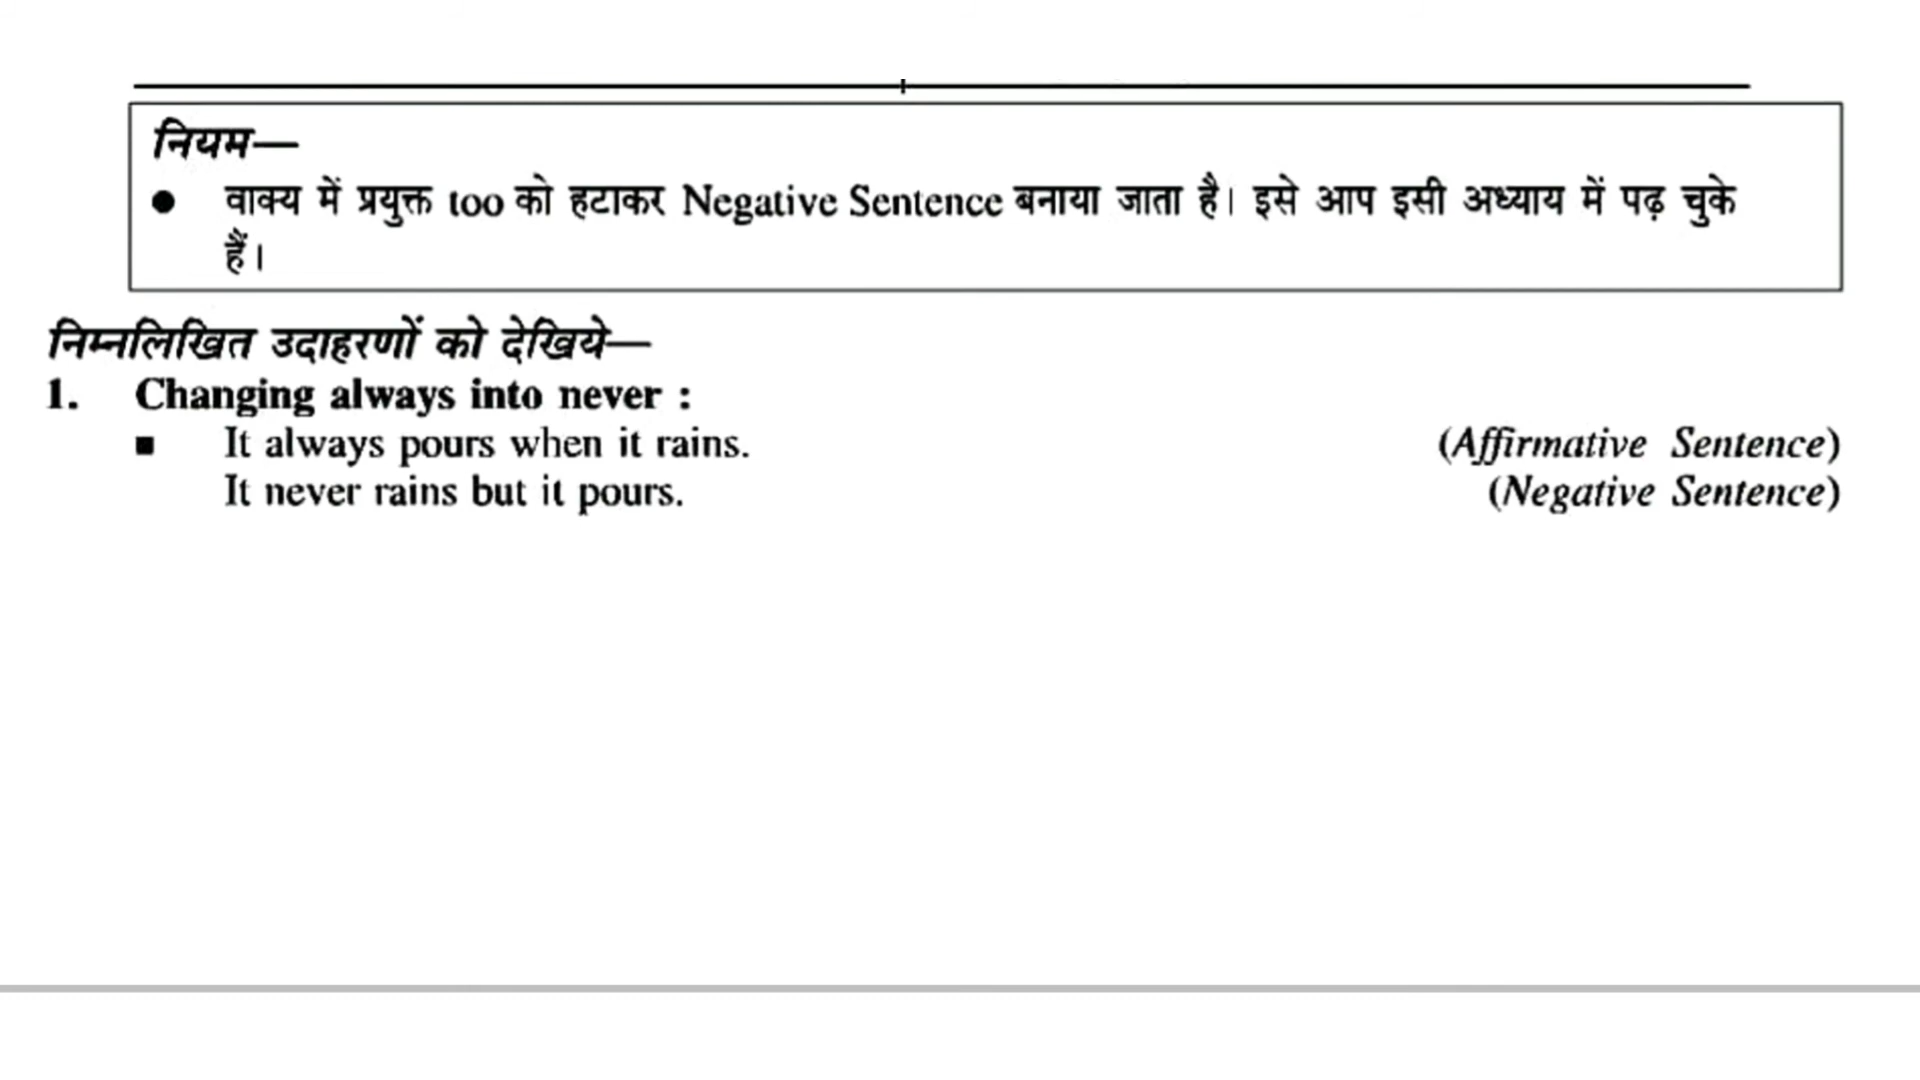 नियम—
● वाक्य में प्रयुक्त too को हटाकर Negative Sentence बनाया जाता है। इसे आप इसी अध्याय में पढ़ चुके
हैं।
निम्नलिखित उदाहरणों को देखिये—
1. Changing always into never :
■ It always pours when it rains. (Affirmative Sentence)
It never rains but it pours. (Negative Sentence)